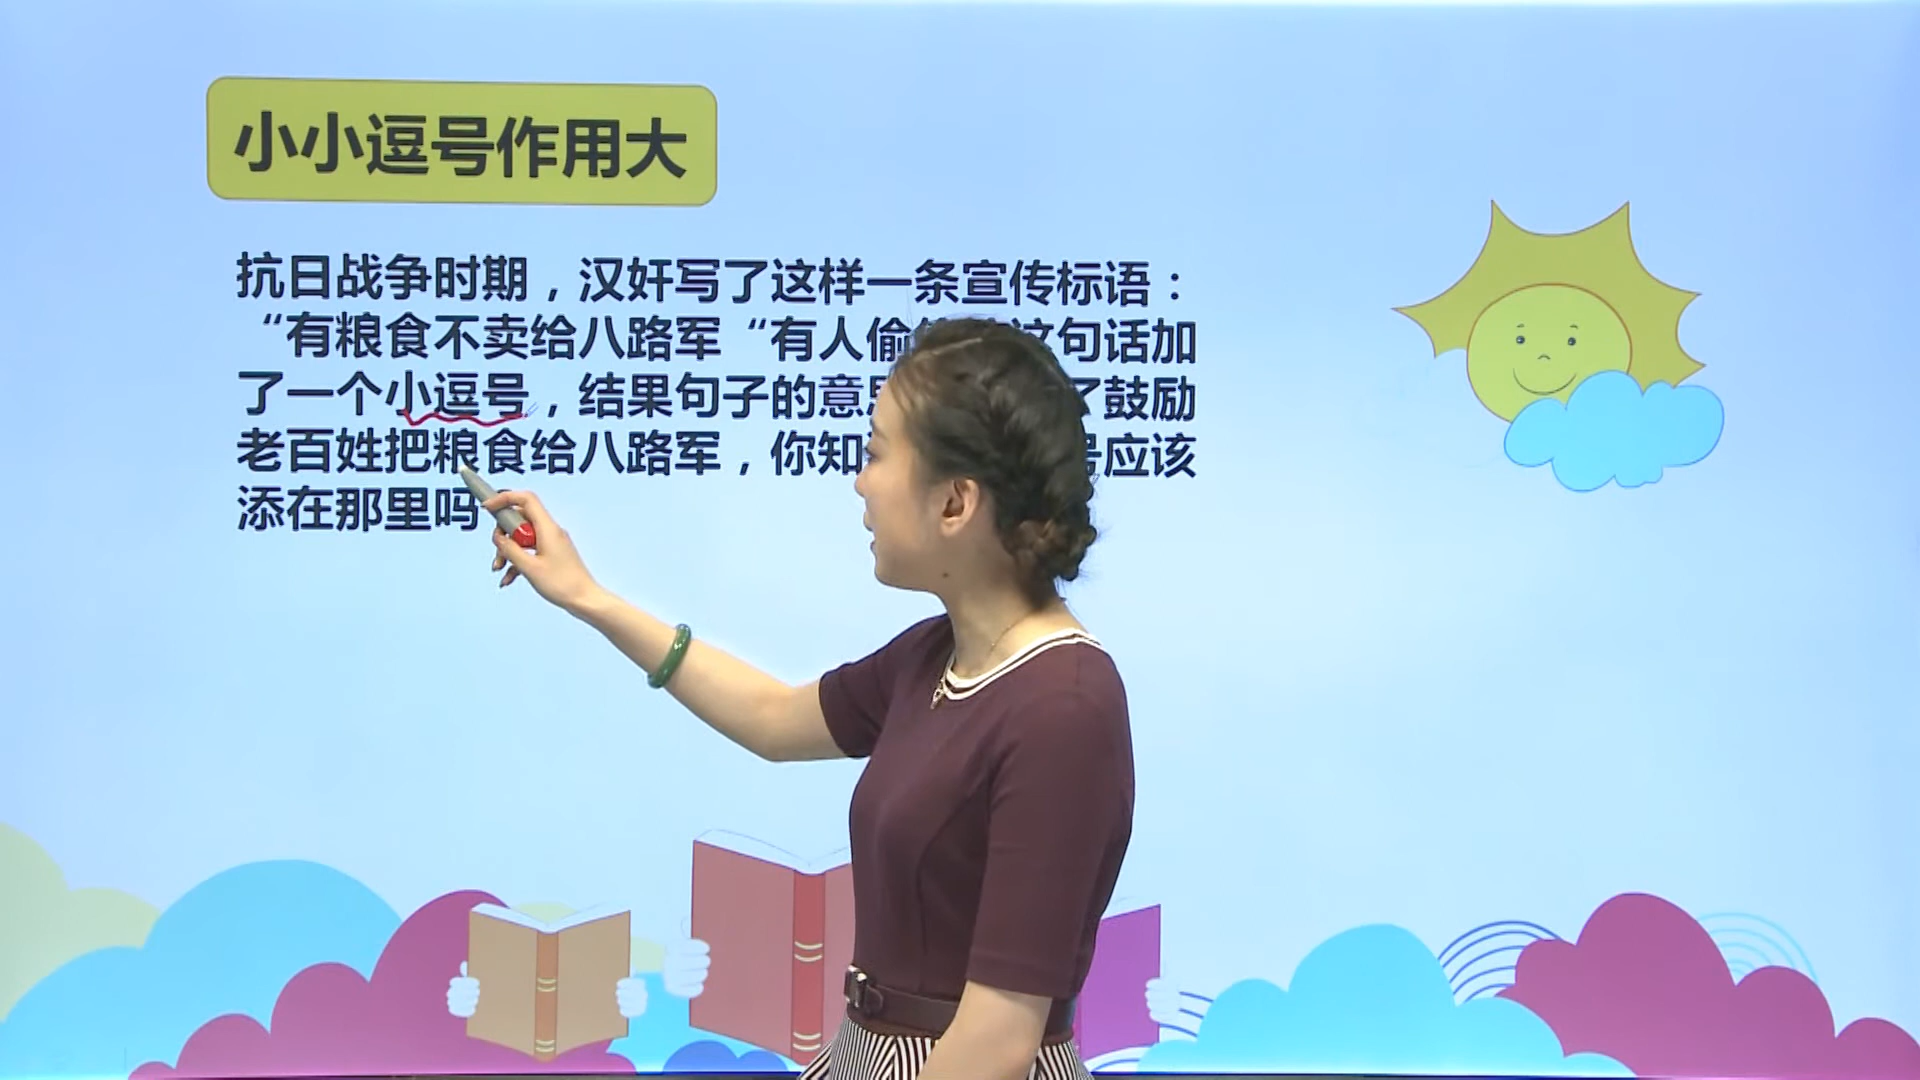 小小逗号作用大
抗日战争时期，汉奸写了这样一条宣传标语：
“有粮食不卖给八路军“有人偷 句话加
了一个小逗号，结果句子的意 了鼓励
老百姓把粮食给八路军，你知 号应该
添在那里吗